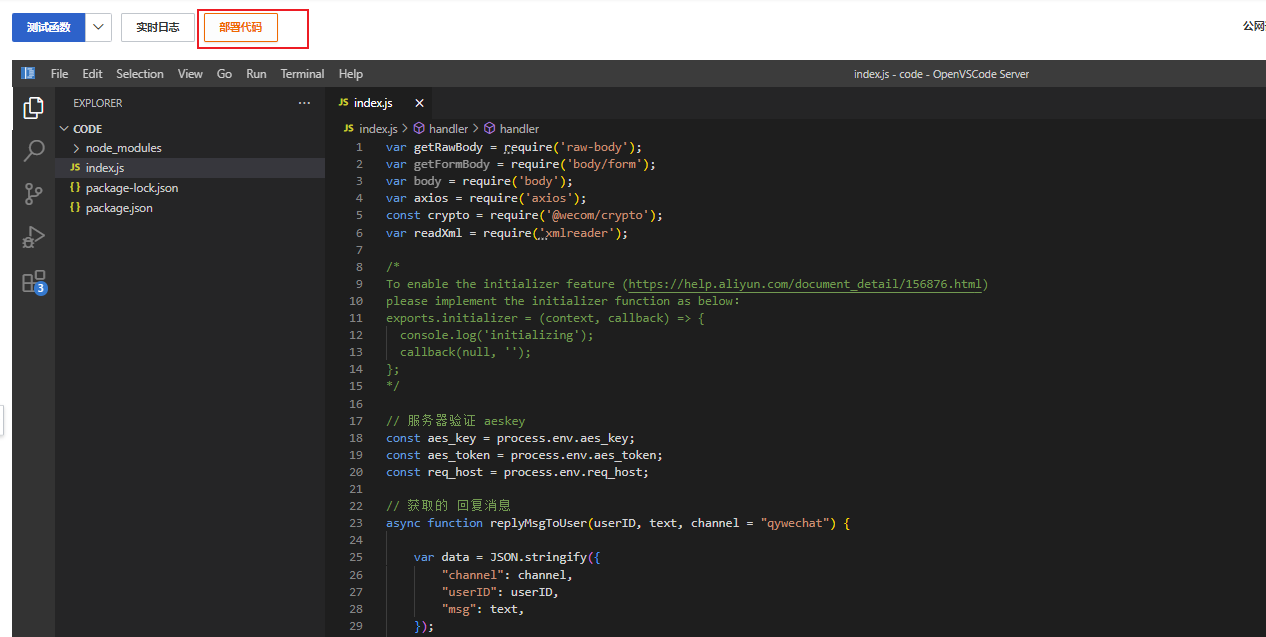 测试函数 实时日志 部署代码 公网
File Edit Selection View Go Run Terminal Help index.js - code - OpenVSCode Server
EXPLORER
CODE
node_modules
JS index.js
{} package-lock.json
{} package.json
3
JS index.js
JS index.js > handler > handler
1 var getRawBody = require('raw-body');
2 var getFormBody = require('body/form');
3 var body = require('body');
4 var axios = require('axios');
5 const crypto = require('@wecom/crypto');
6 var readXml = require('xmlreader');
7
8 /*
9 To enable the initializer feature (https://help.aliyun.com/document_detail/156876.html)
10 please implement the initializer function as below:
11 exports.initializer = (context, callback) => {
12 console.log('initializing');
13 callback(null, '');
14 };
15 */
16
17 // 服务器验证 aeskey
18 const aes_key = process.env.aes_key;
19 const aes_token = process.env.aes_token;
20 const req_host = process.env.req_host;
21
22 // 获取的 回复消息
23 async function replyMsgToUser(userID, text, channel = "qywechat") {
24
25 var data = JSON.stringify({
26 "channel": channel,
27 "userID": userID,
28 "msg": text,
29 });